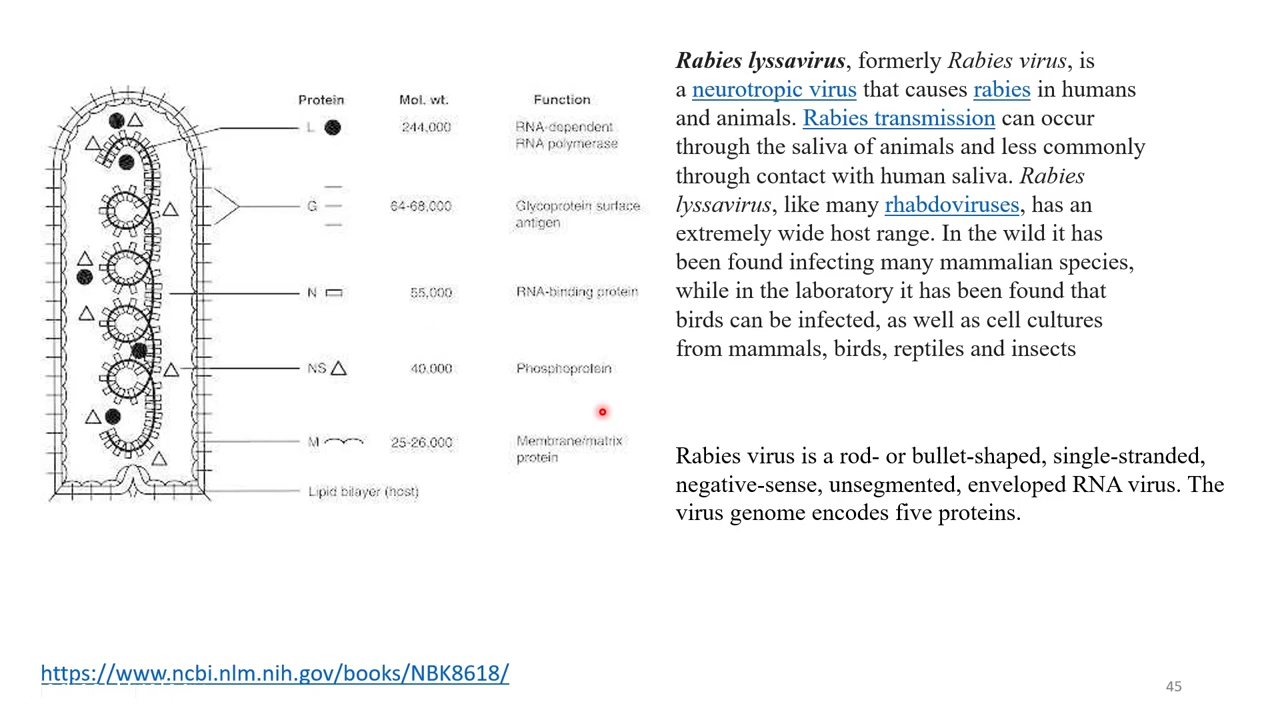 Protein Mol. wt. Function
L 244,000 RNA-dependent
RNA polymerase
G 64-68,000 Glycoprotein surface
antigen
N 55,000 RNA-binding protein
NS 40,000 Phosphoprotein
M 25-26,000 Membrane/matrix
protein
Lipid bilayer (host)
Rabies lyssavirus, formerly Rabies virus, is
a neurotropic virus that causes rabies in humans
and animals. Rabies transmission can occur
through the saliva of animals and less commonly
through contact with human saliva. Rabies
lyssavirus, like many rhabdoviruses, has an
extremely wide host range. In the wild it has
been found infecting many mammalian species,
while in the laboratory it has been found that
birds can be infected, as well as cell cultures
from mammals, birds, reptiles and insects
Rabies virus is a rod- or bullet-shaped, single-stranded,
negative-sense, unsegmented, enveloped RNA virus. The
virus genome encodes five proteins.
https://www.ncbi.nlm.nih.gov/books/NBK8618/
45